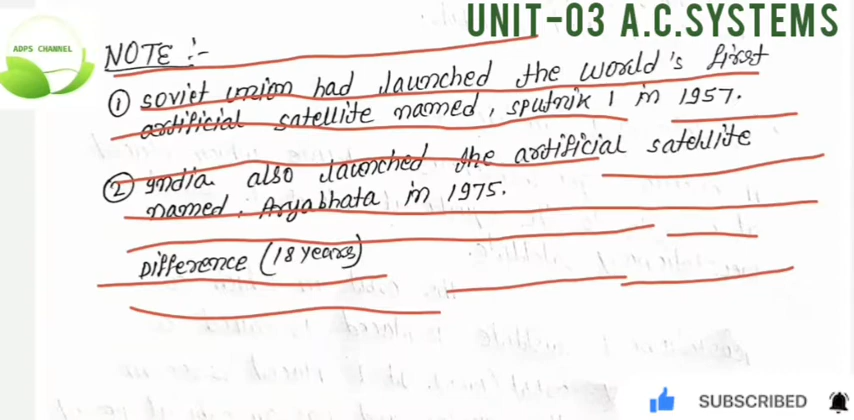 UNIT-03 A.C.SYSTEMS
ADPS CHANNEL
NOTE :-
① Soviet union had launched the world's first
artificial satellite named, Sputnik 1 in 1957.
② India also launched the artificial satellite
named, Aryabhata in 1975.
Difference (18 years)
SUBSCRIBED